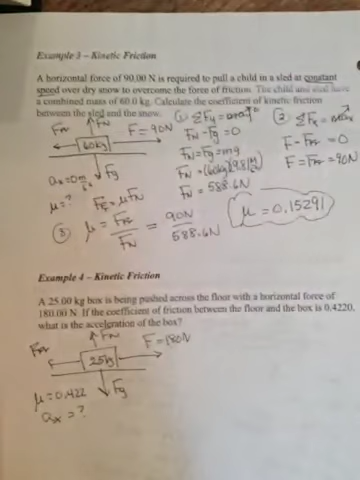 Example 3 – Kinetic Friction
A horizontal force of 90.00 N is required to pull a child in a sled at constant
speed over dry snow to overcome the force of friction. The child and sled have
a combined mass of 60.0 kg. Calculate the coefficient of kinetic friction
between the sled and the snow.
① ΣFy = may
② ΣFx = max
FN - Fg = 0
F - Ffr = 0
FN = Fg = mg
F = Ffr = 90N
FN = (60kg)(9.81 m/s²)
FN = 588.6N
FN
Ffr
60kg
F = 90N
Fg
ax = 0 m/s²
μ = ?
Ffr = μFN
③ μ = Ffr/FN = 90N/588.6N
μ = 0.15291
Example 4 – Kinetic Friction
A 25.00 kg box is being pushed across the floor with a horizontal force of
180.00 N. If the coefficient of friction between the floor and the box is 0.4220,
what is the acceleration of the box?
Ffr
FN
25kg
F = 180N
Fg
μ = 0.422
ax = ?